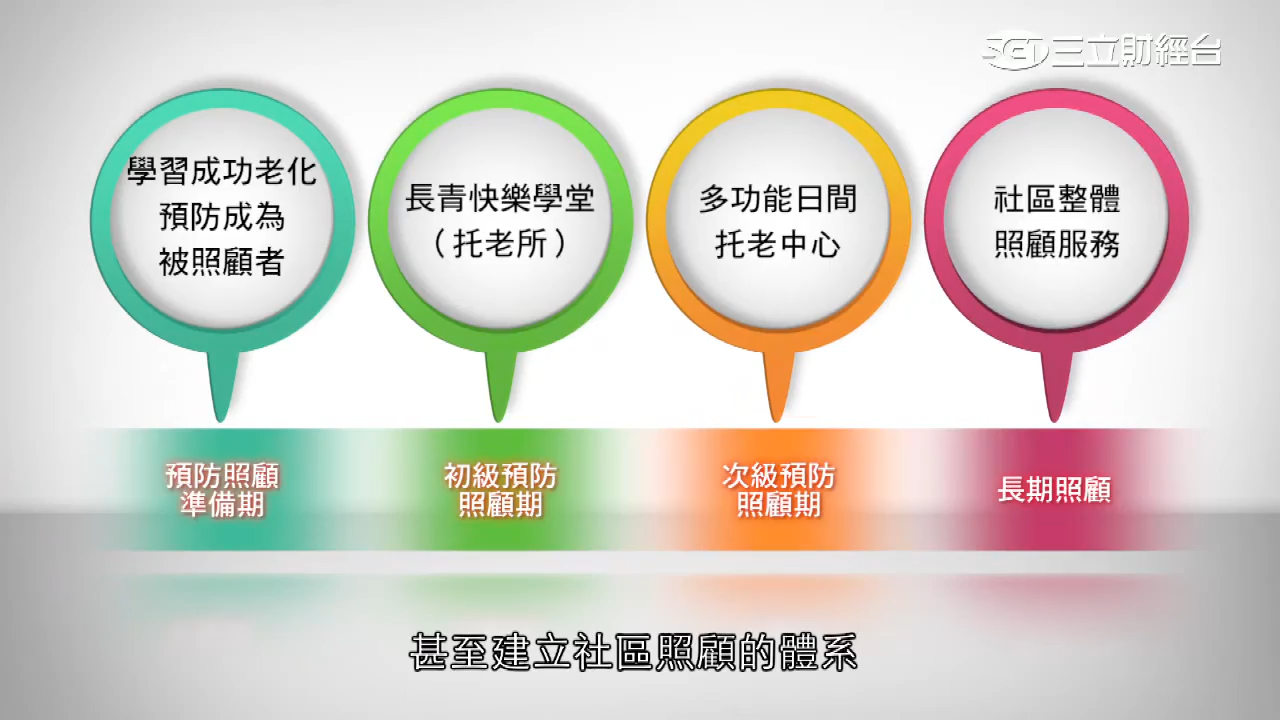 SET三立財經台
學習成功老化
預防成為
被照顧者
長青快樂學堂
（托老所）
多功能日間
托老中心
社區整體
照顧服務
預防照顧
準備期
初級預防
照顧期
次級預防
照顧期
長期照顧
甚至建立社區照顧的體系